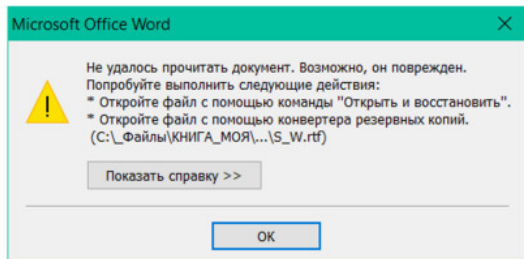 Microsoft Office Word
Не удалось прочитать документ. Возможно, он поврежден.
Попробуйте выполнить следующие действия:
* Откройте файл с помощью команды "Открыть и восстановить".
* Откройте файл с помощью конвертера резервных копий.
(C:\_Файлы\КНИГА_МОЯ\...\S_W.rtf)
Показать справку >>
ОК